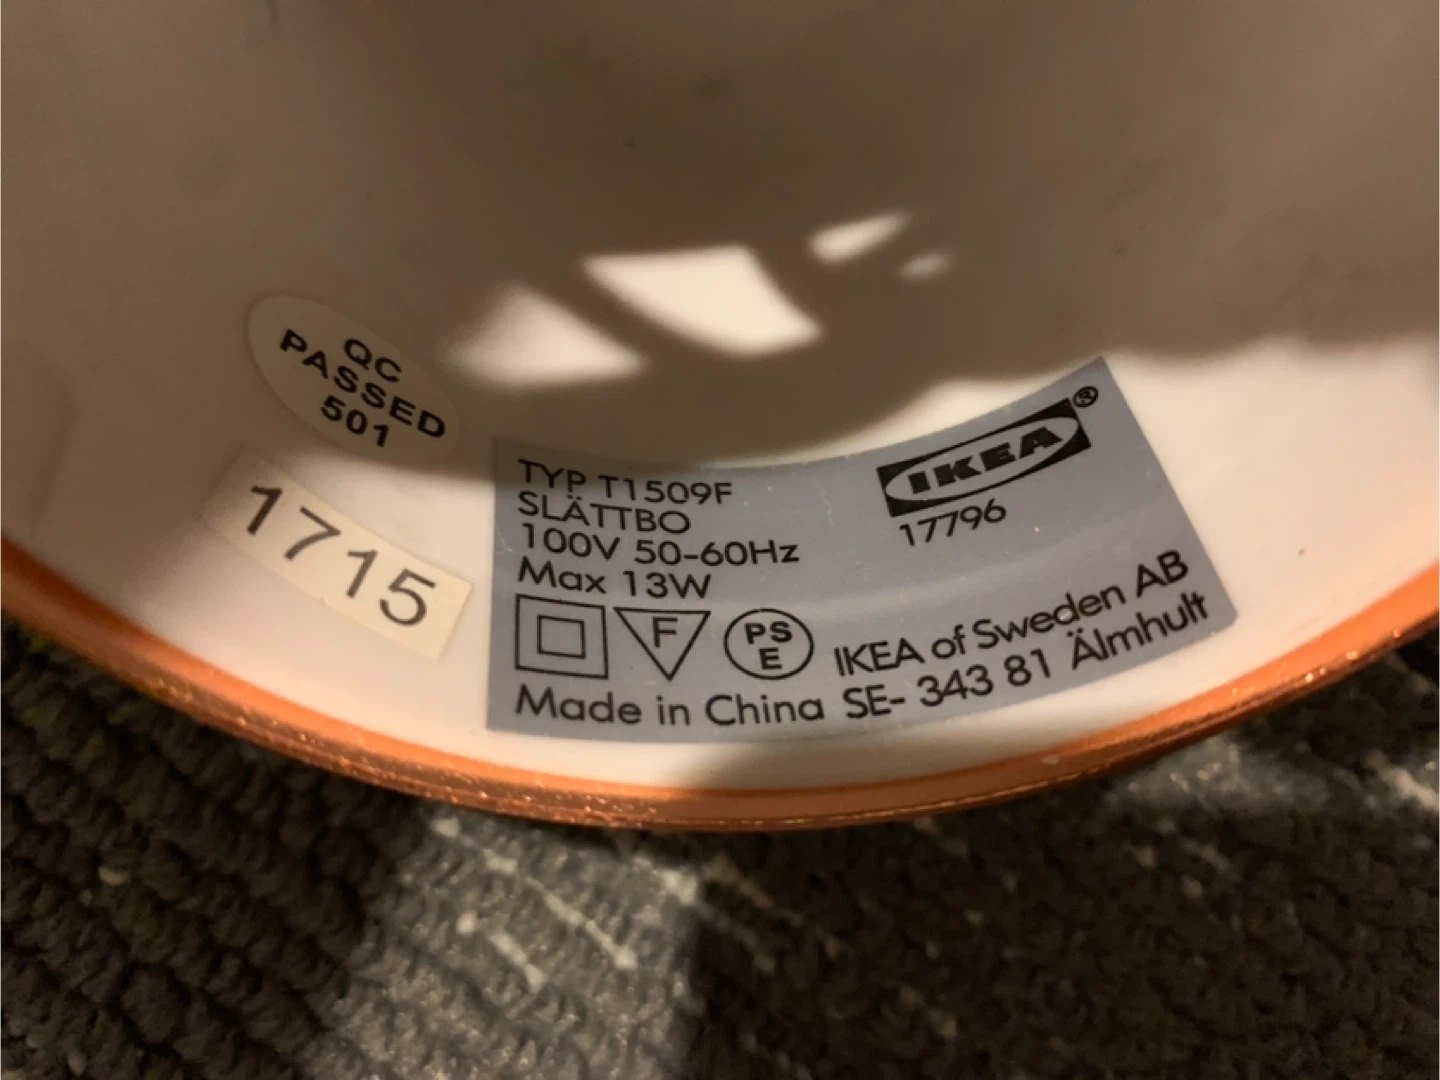 QC
PASSED
501
1715
TYP T1509F
SLÄTTBO
100V 50-60Hz
Max 13W
F
PS
E
Made in China
IKEA®
17796
IKEA of Sweden AB
SE- 343 81 Älmhult